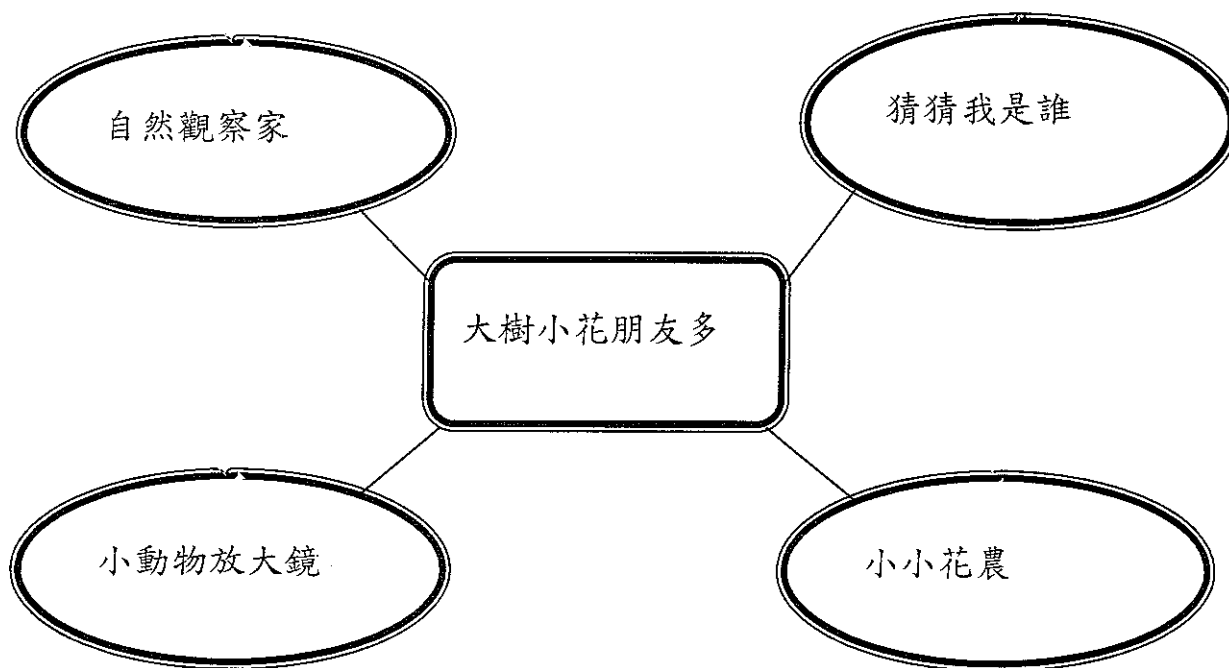 自然觀察家
猜猜我是誰
大樹小花朋友多
小動物放大鏡
小小花農